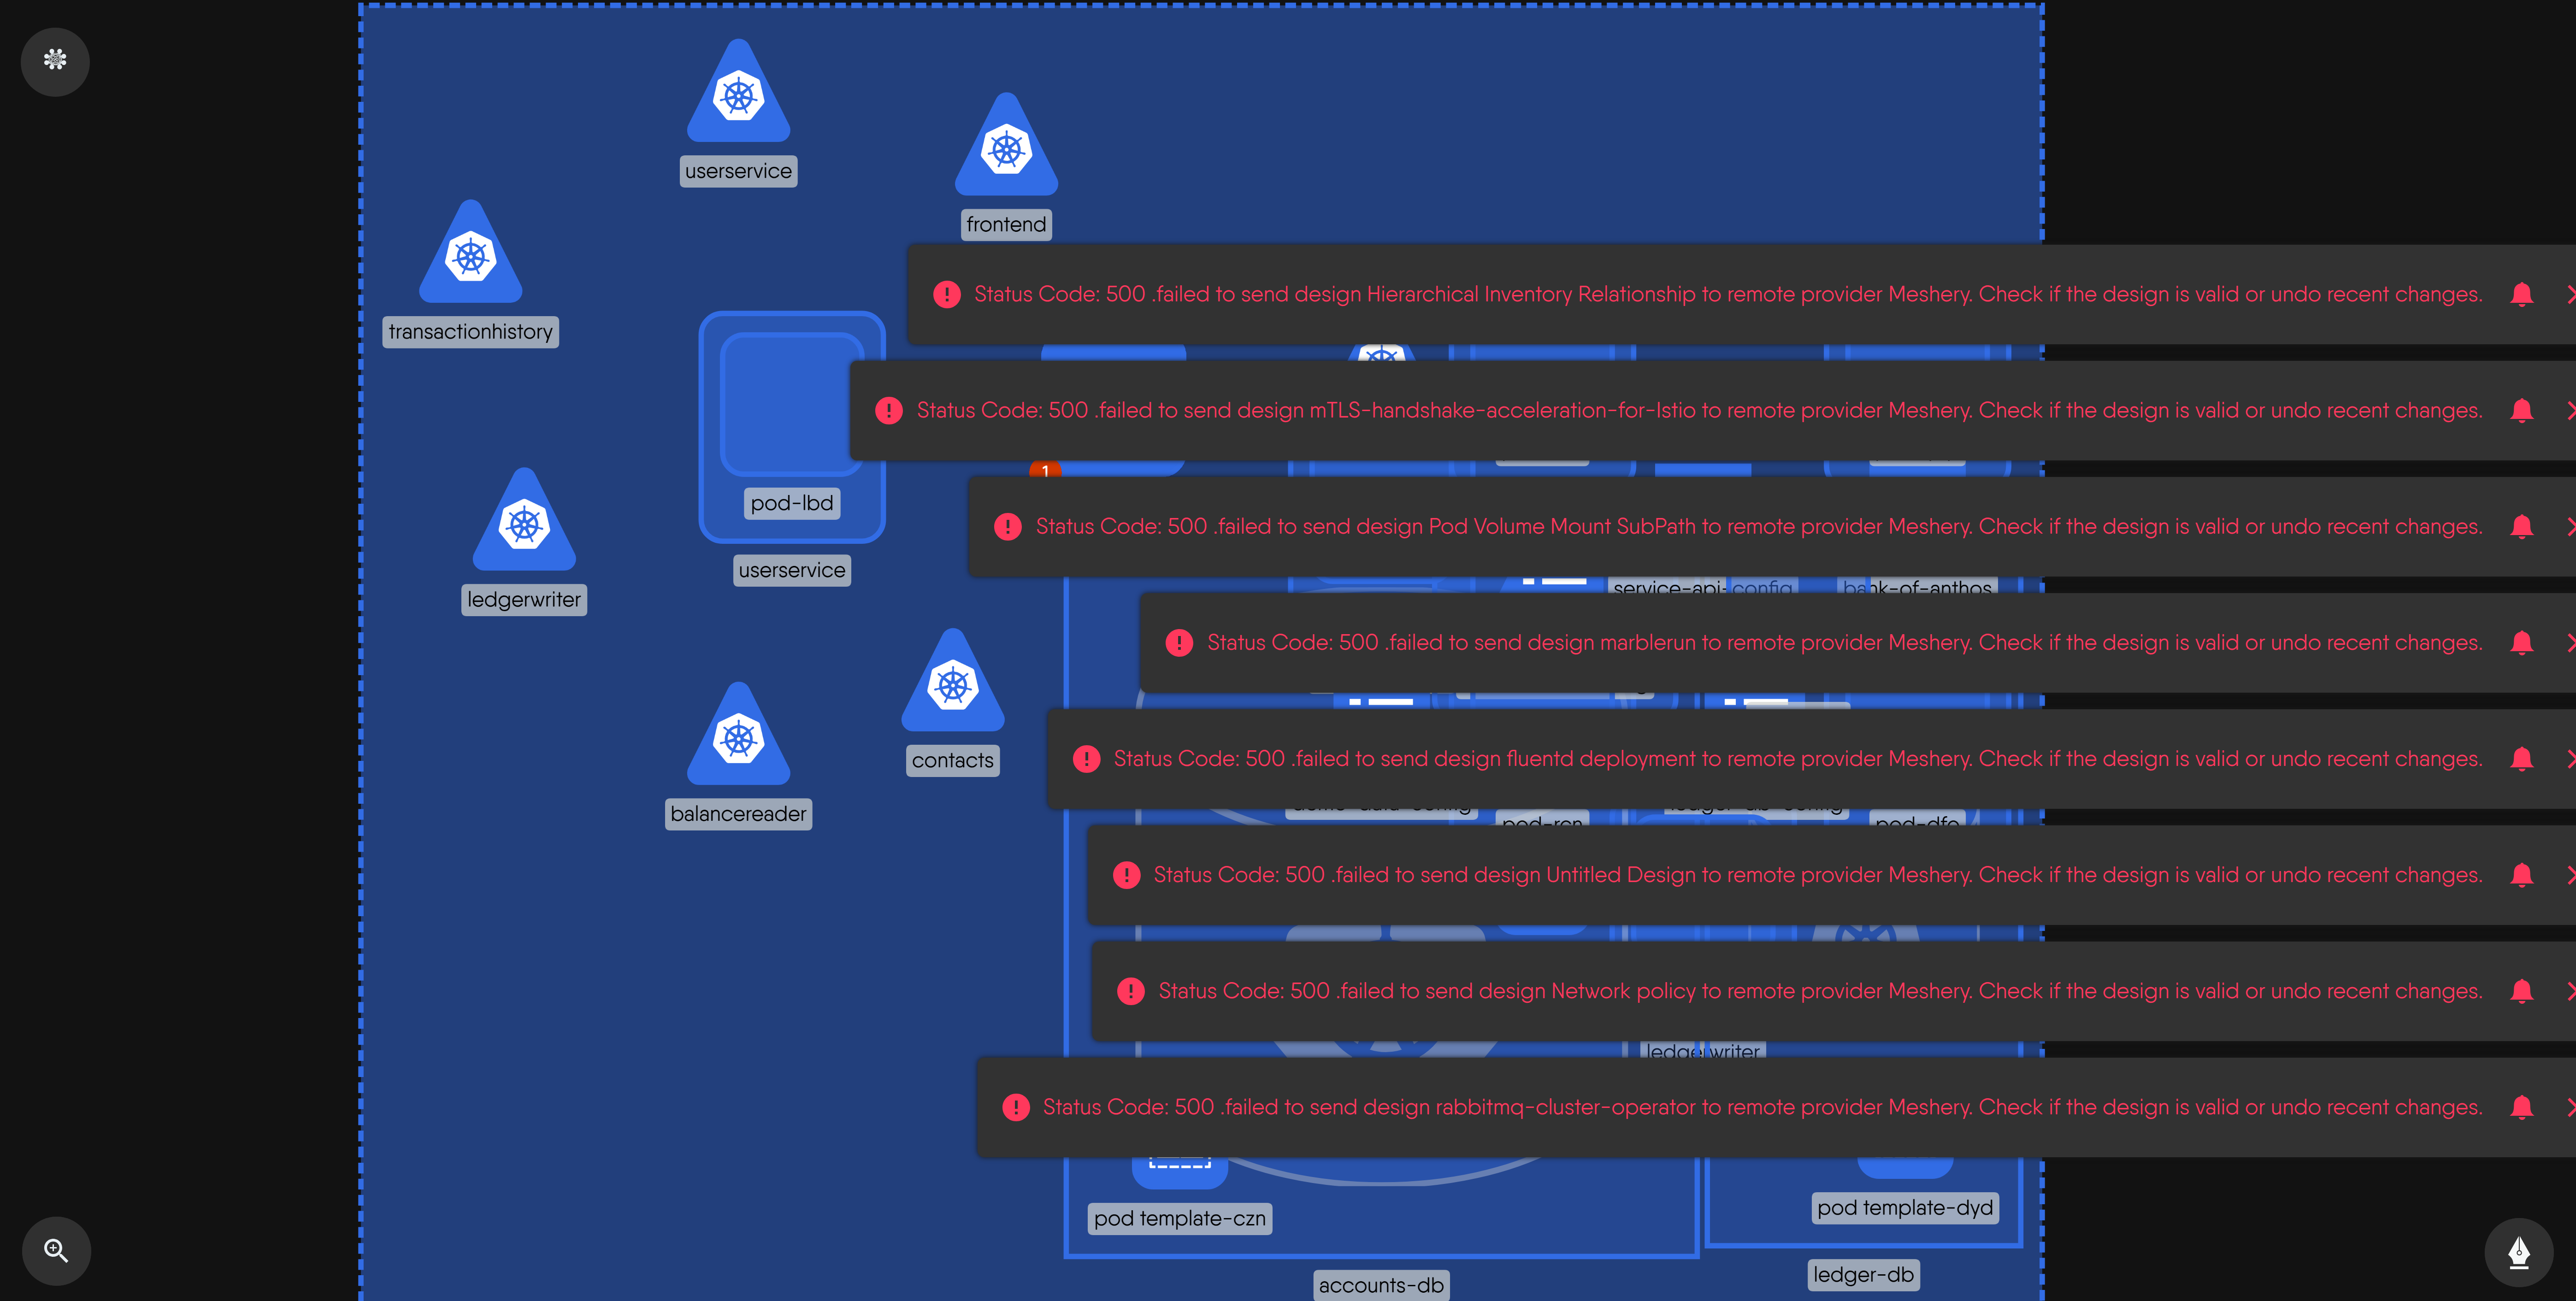 userservice
frontend
transactionhistory
Status Code: 500 .failed to send design Hierarchical Inventory Relationship to remote provider Meshery. Check if the design is valid or undo recent changes.
Status Code: 500 .failed to send design mTLS-handshake-acceleration-for-Istio to remote provider Meshery. Check if the design is valid or undo recent changes.
1
pod-lbd
Status Code: 500 .failed to send design Pod Volume Mount SubPath to remote provider Meshery. Check if the design is valid or undo recent changes.
userservice
service-api-config
bank-of-anthos
ledgerwriter
Status Code: 500 .failed to send design marblerun to remote provider Meshery. Check if the design is valid or undo recent changes.
contacts
Status Code: 500 .failed to send design fluentd deployment to remote provider Meshery. Check if the design is valid or undo recent changes.
balancereader
demo-data-config
ledger-db-config
pod-rcn
pod-dfo
Status Code: 500 .failed to send design Untitled Design to remote provider Meshery. Check if the design is valid or undo recent changes.
Status Code: 500 .failed to send design Network policy to remote provider Meshery. Check if the design is valid or undo recent changes.
ledgerwriter
Status Code: 500 .failed to send design rabbitmq-cluster-operator to remote provider Meshery. Check if the design is valid or undo recent changes.
pod template-czn
pod template-dyd
accounts-db
ledger-db